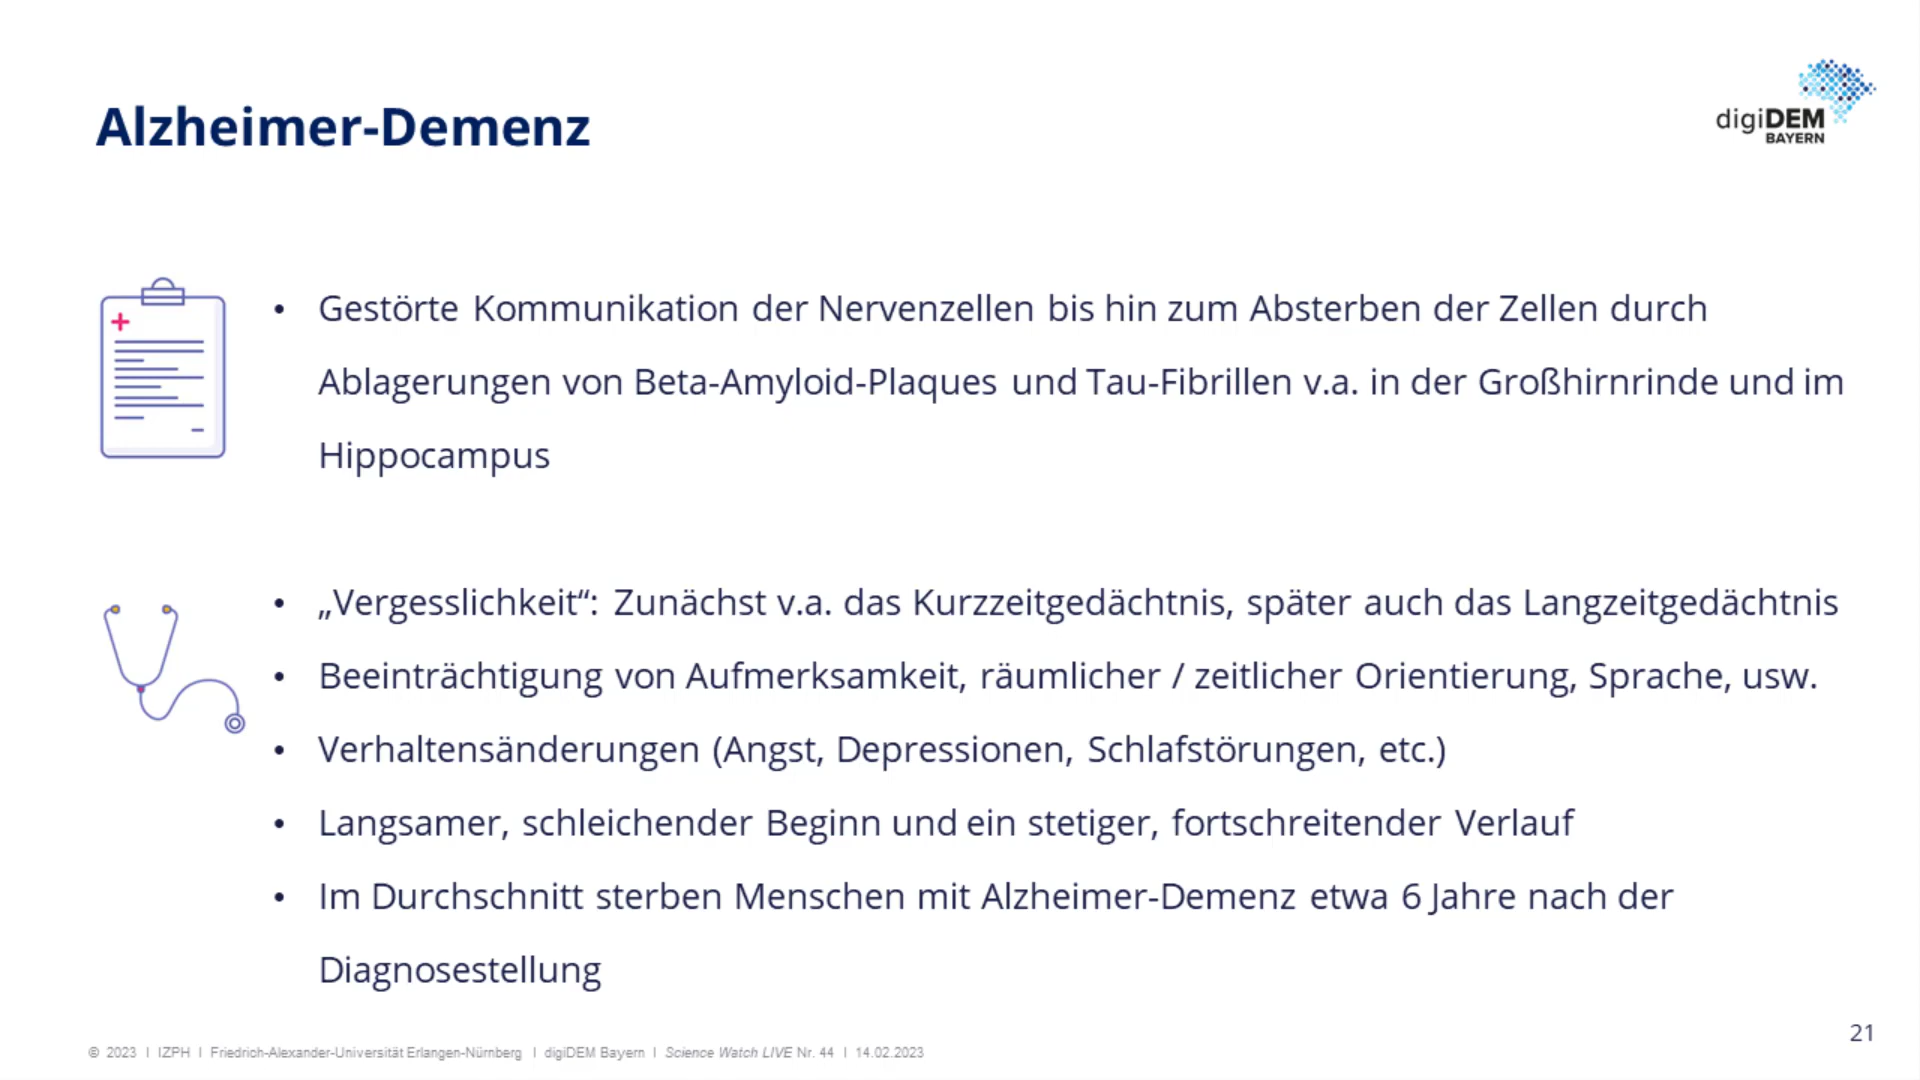 Alzheimer-Demenz
digiDEM
BAYERN
• Gestörte Kommunikation der Nervenzellen bis hin zum Absterben der Zellen durch
Ablagerungen von Beta-Amyloid-Plaques und Tau-Fibrillen v.a. in der Großhirnrinde und im
Hippocampus
• „Vergesslichkeit“: Zunächst v.a. das Kurzzeitgedächtnis, später auch das Langzeitgedächtnis
• Beeinträchtigung von Aufmerksamkeit, räumlicher / zeitlicher Orientierung, Sprache, usw.
• Verhaltensänderungen (Angst, Depressionen, Schlafstörungen, etc.)
• Langsamer, schleichender Beginn und ein stetiger, fortschreitender Verlauf
• Im Durchschnitt sterben Menschen mit Alzheimer-Demenz etwa 6 Jahre nach der
Diagnosestellung
21
© 2023 I IZPH I Friedrich-Alexander-Universität Erlangen-Nürnberg I digiDEM Bayern I Science Watch LIVE Nr. 44 I 14.02.2023